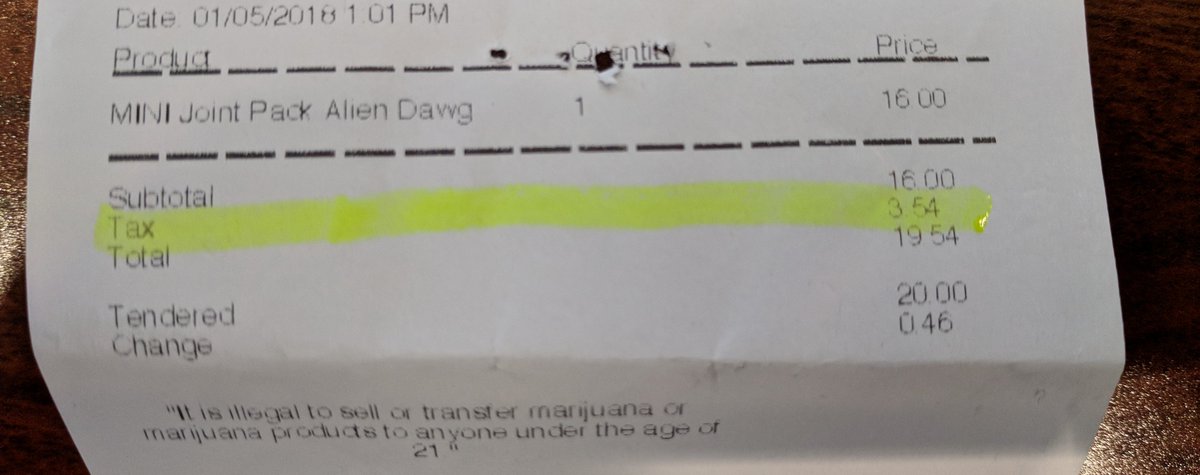 Date: 01/05/2018 1:01 PM
Product Quantity Price
MINI Joint Pack Alien Dawg 1 16.00
Subtotal 16.00
Tax 3.54
Total 19.54
Tendered 20.00
Change 0.46
"It is illegal to sell or transfer marijuana or
marijuana products to anyone under the age of
21 "